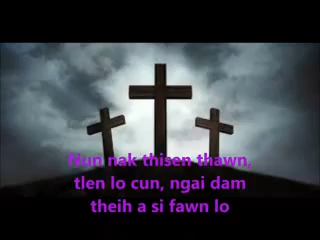 Nun nak thisen thawn,
tlen lo cun, ngai dam
theih a si fawn lo